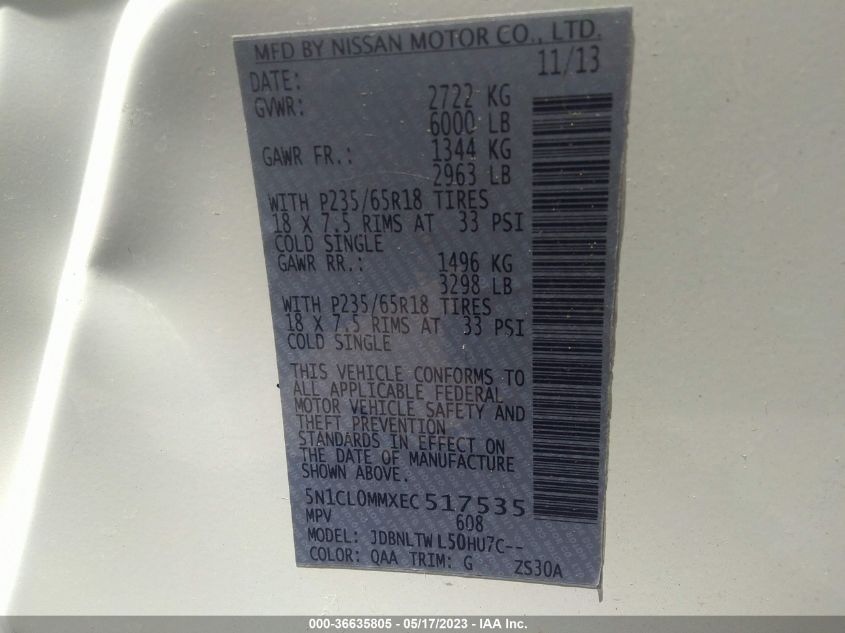 MFD BY NISSAN MOTOR CO., LTD.
DATE: 11/13
GVWR: 2722 KG
6000 LB
GAWR FR.: 1344 KG
2963 LB
WITH P235/65R18 TIRES
18 X 7.5 RIMS AT 33 PSI
COLD SINGLE
GAWR RR.: 1496 KG
3298 LB
WITH P235/65R18 TIRES
18 X 7.5 RIMS AT 33 PSI
COLD SINGLE
THIS VEHICLE CONFORMS TO
ALL APPLICABLE FEDERAL
MOTOR VEHICLE SAFETY AND
THEFT PREVENTION
STANDARDS IN EFFECT ON
THE DATE OF MANUFACTURE
SHOWN ABOVE.
5N1CL0MMXEC517535
MPV 608
MODEL: JDBNLTWL50HU7C--
COLOR: QAA TRIM: G ZS30A
000-36635805 - 05/17/2023 - IAA Inc.